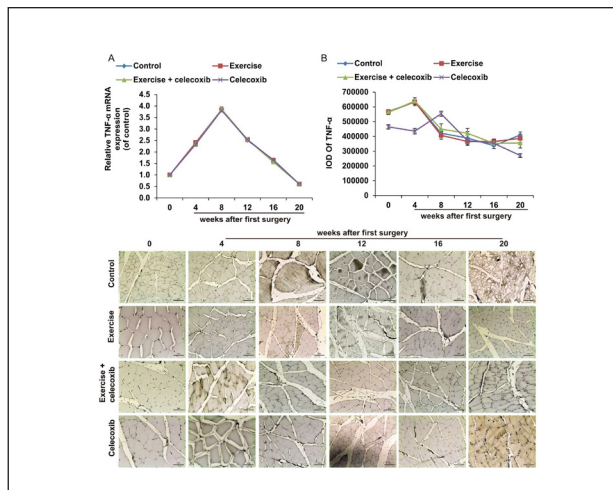 A
Control
Exercise
Exercise + celecoxib
Celecoxib
Relative TNF-α mRNA
expression
(of control)
4.5
4.0
3.5
3.0
2.5
2.0
1.5
1.0
0.5
0.0
0 4 8 12 16 20
weeks after first surgery
B
Control
Exercise
Exercise + celecoxib
Celecoxib
IOD Of TNF-α
700000
600000
500000
400000
300000
200000
100000
0
0 4 8 12 16 20
weeks after first surgery
weeks after first surgery
0 4 8 12 16 20
Control
Exercise
Exercise +
celecoxib
Celecoxib